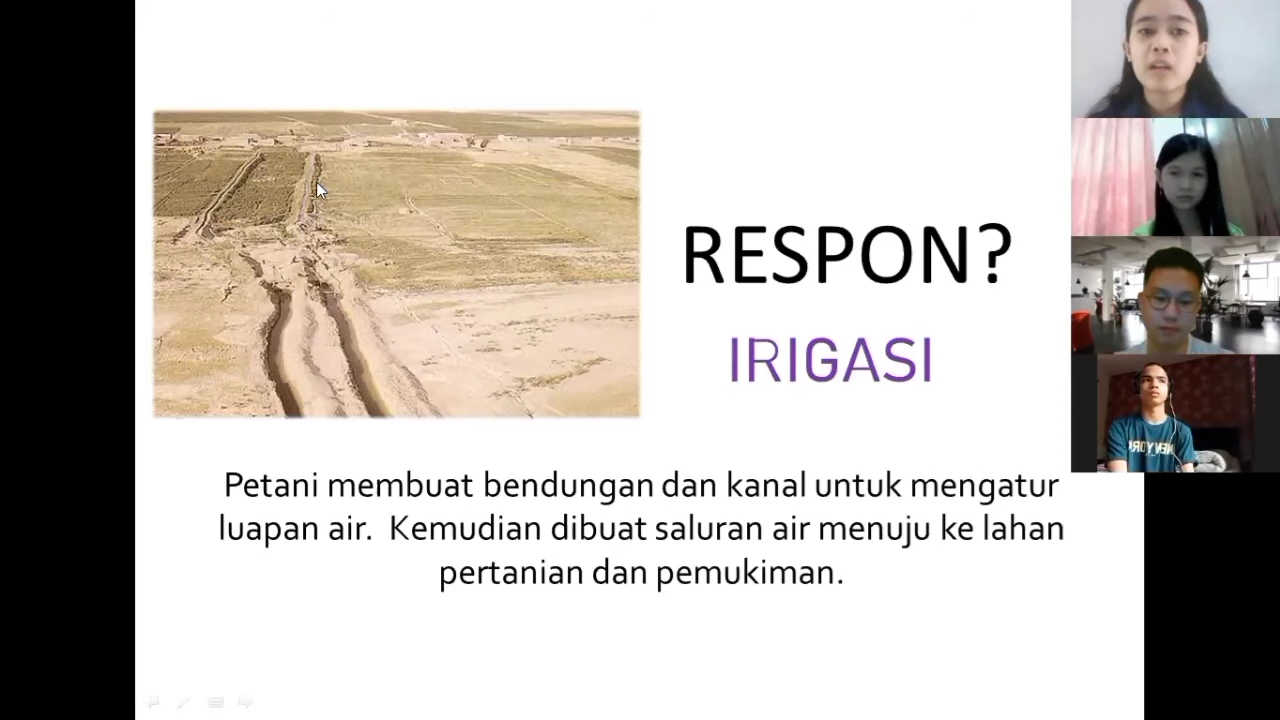 RESPON?
IRIGASI
Petani membuat bendungan dan kanal untuk mengatur
luapan air.  Kemudian dibuat saluran air menuju ke lahan
pertanian dan pemukiman.